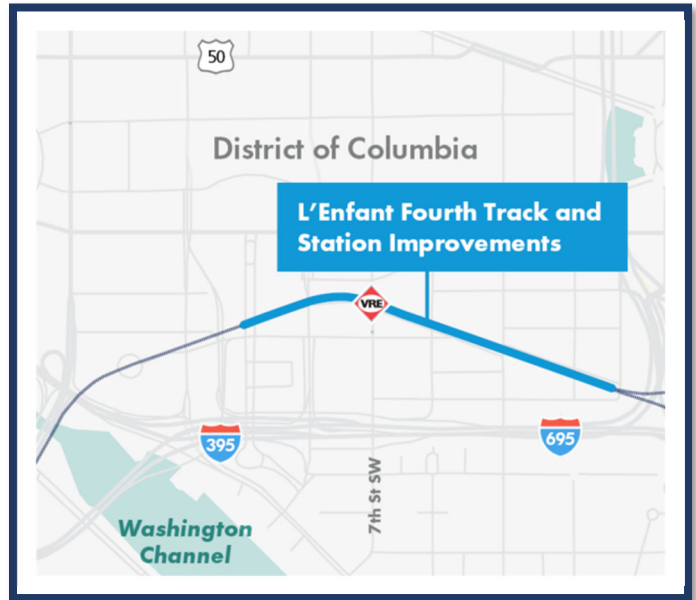 50
District of Columbia
L’Enfant Fourth Track and
Station Improvements
VRE
395
695
7th St SW
Washington
Channel